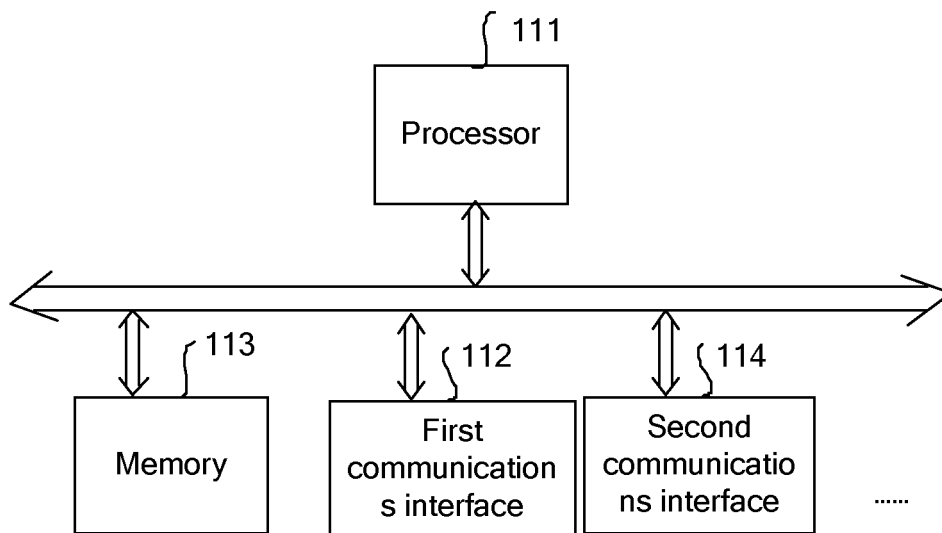 111
Processor
113
112
114
Memory
First
communication
s interface
Second
communicatio
ns interface
......